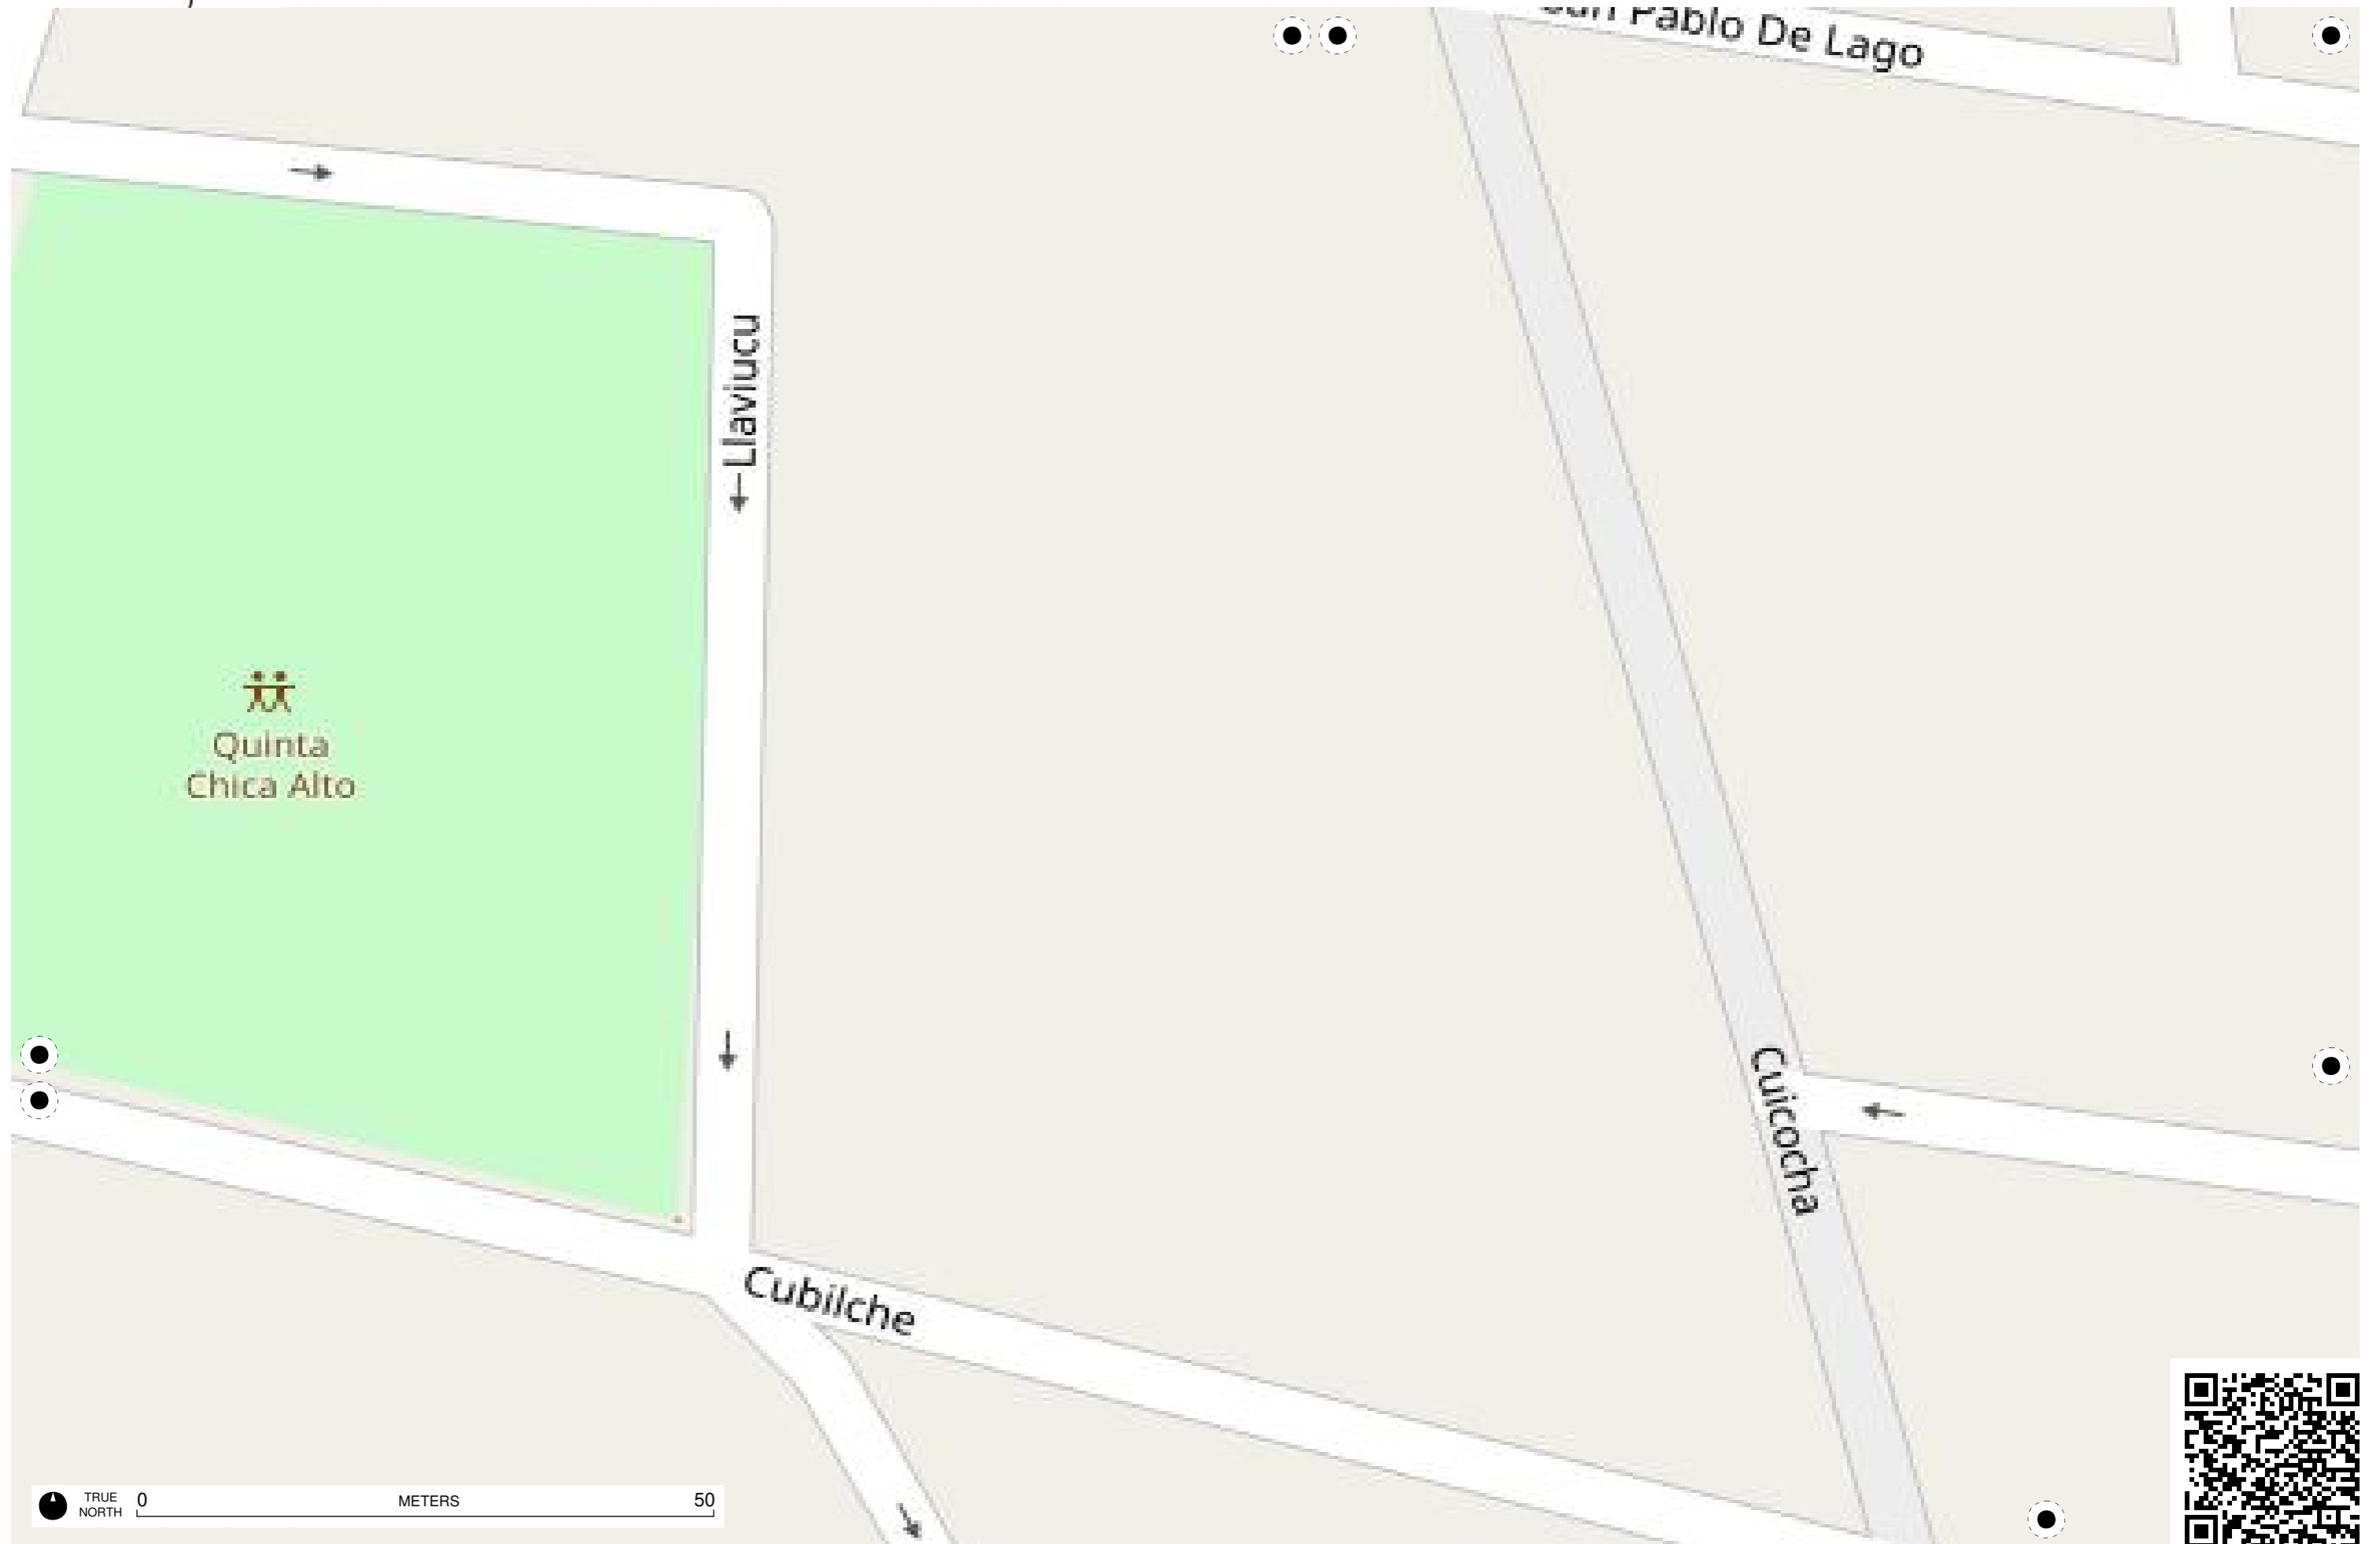 Pablo De Lago
Llaviucu
Quinta
Chica Alto
Cuicocha
Cubilche
TRUE
NORTH
0 METERS 50